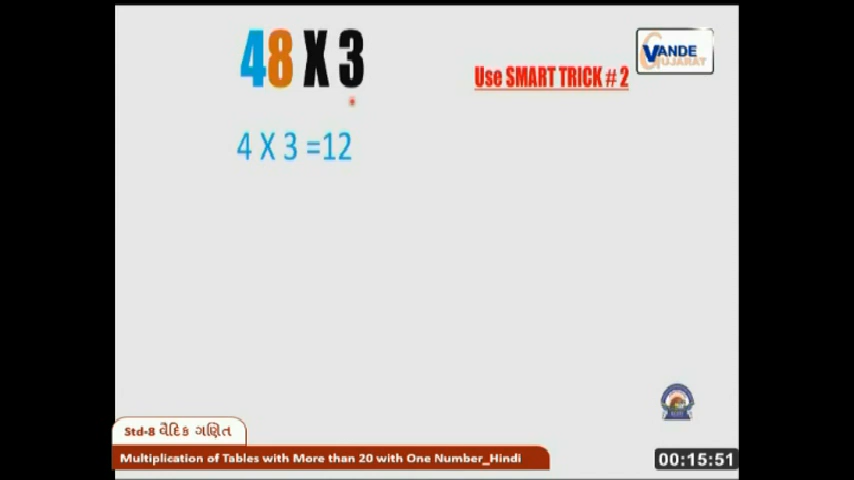 48 X 3
Use SMART TRICK # 2
VANDE
GUJARAT
4 X 3 =12
Std-8 વૈદિક ગણિત
Multiplication of Tables with More than 20 with One Number_Hindi
00:15:51